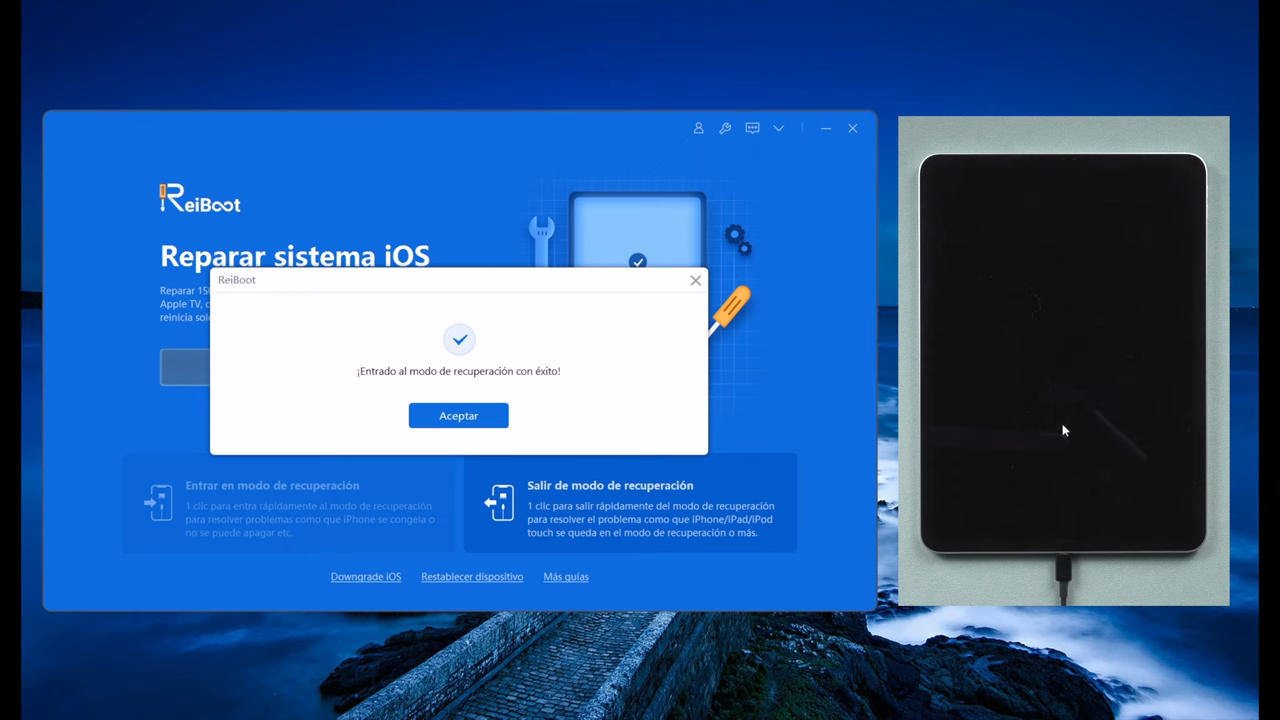 ReiBoot
Reparar sistema iOS
Reparar 15
Apple TV, c
reinicia sol
ReiBoot
¡Entrado al modo de recuperación con éxito!
Aceptar
Entrar en modo de recuperación
1 clic para entra rápidamente al modo de recuperación
para resolver problemas como que iPhone se congela o
no se puede apagar etc.
Salir de modo de recuperación
1 clic para salir rápidamente del modo de recuperación
para resolver el problema como que iPhone/iPad/iPod
touch se queda en el modo de recuperación o más.
Downgrade iOS
Restablecer dispositivo
Más guías